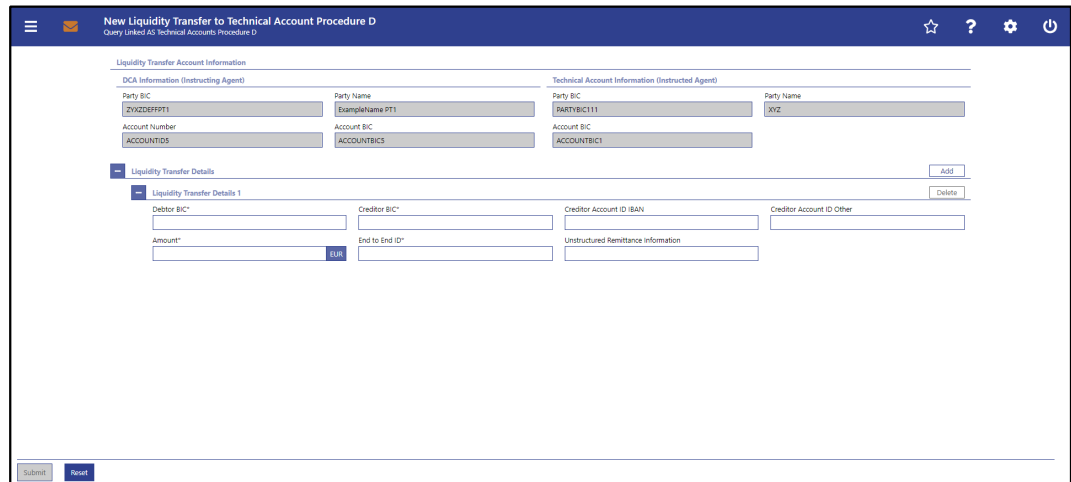 New Liquidity Transfer to Technical Account Procedure D
Query Linked AS Technical Accounts Procedure D
Liquidity Transfer Account Information
DCA Information (Instructing Agent)
Technical Account Information (Instructed Agent)
Party BIC
Party Name
Party BIC
Party Name
ZYXZDEFFPT1
ExampleName PT1
PARTYBIC111
XYZ
Account Number
Account BIC
Account BIC
ACCOUNTID5
ACCOUNTBIC5
ACCOUNTBIC1
Liquidity Transfer Details
Add
Liquidity Transfer Details 1
Delete
Debtor BIC*
Creditor BIC*
Creditor Account ID IBAN
Creditor Account ID Other
Amount*
End to End ID*
Unstructured Remittance Information
EUR
Submit
Reset